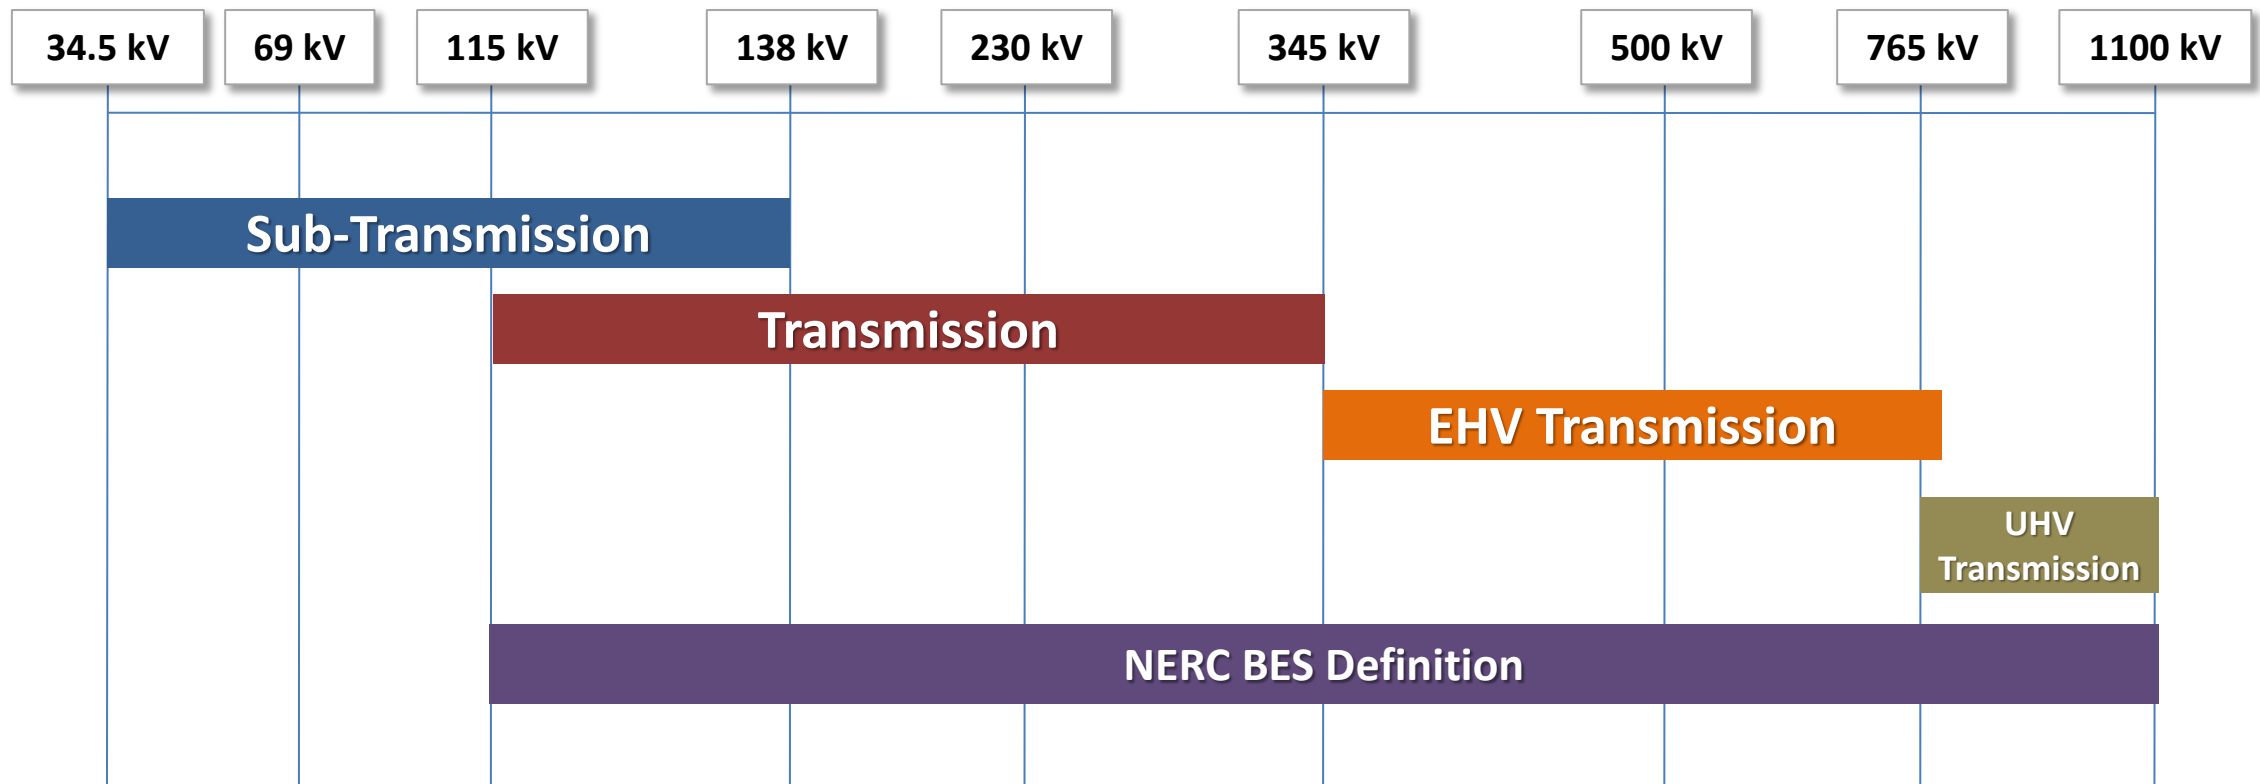 34.5 kV
69 kV
115 kV
138 kV
230 kV
345 kV
500 kV
765 kV
1100 kV
Sub-Transmission
Transmission
EHV Transmission
UHV
Transmission
NERC BES Definition